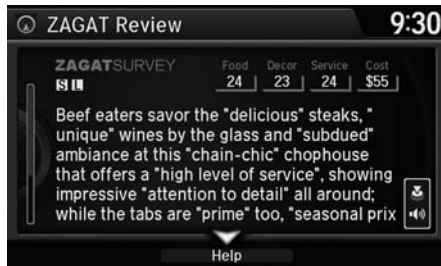 ZAGAT Review 9:30
ZAGATSURVEY Food Decor Service Cost
S L 24 23 24 $55
Beef eaters savor the "delicious" steaks, "
unique" wines by the glass and "subdued"
ambiance at this "chain-chic" chophouse
that offers a "high level of service", showing
impressive "attention to detail" all around;
while the tabs are "prime" too, "seasonal prix
Help